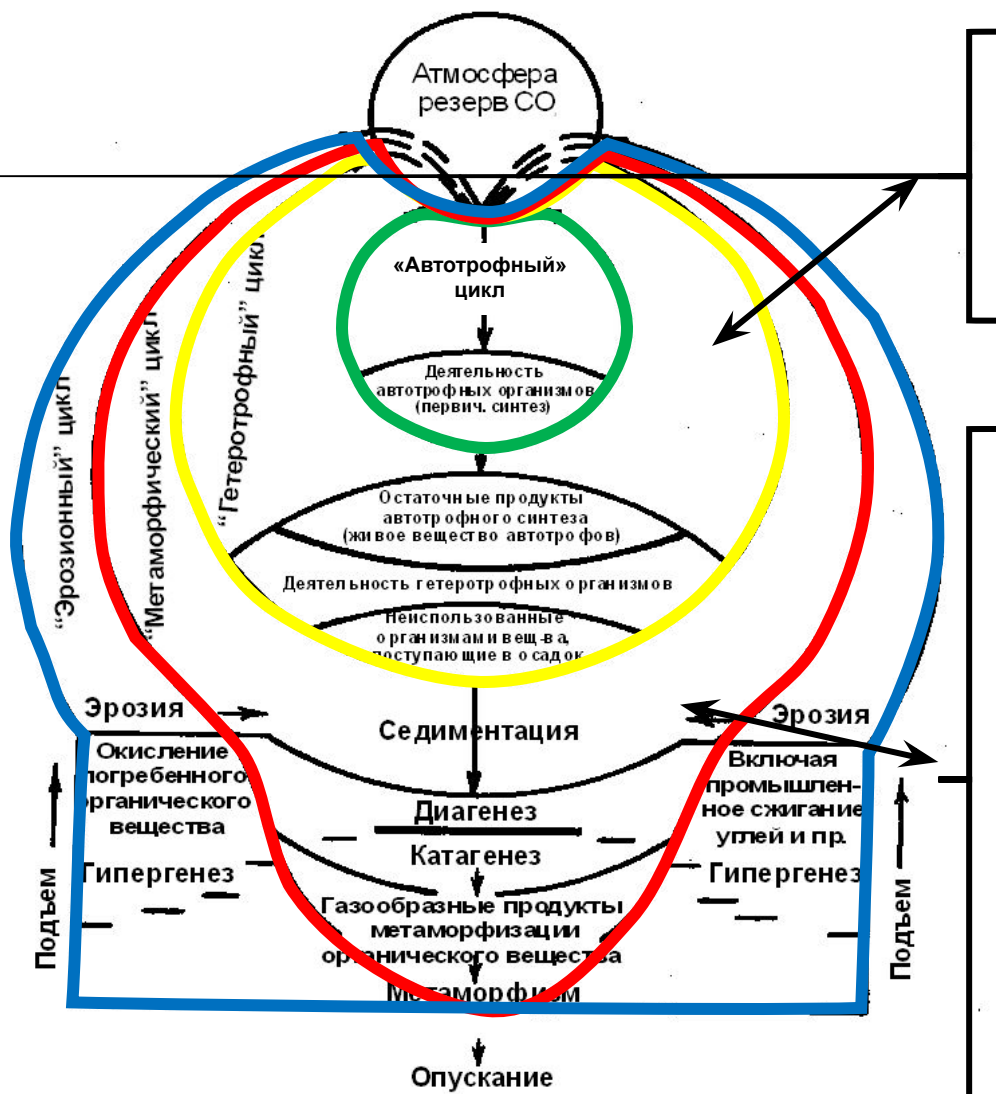 Атмосфера
резерв СО
«Автотрофный»
цикл
Деятельность
автотрофных организмов
(первич. синтез)
"Гетеротрофный" цикл
"Метаморфический" цикл
"Эрозионный" цикл
Остаточные продукты
автотрофного синтеза
(живое вещество автотрофов)
Деятельность гетеротрофных организмов
Неиспользованные
организмами вещ-ва,
поступающие в осадок
Эрозия
Седиментация
Эрозия
Окисление
погребенного
органического
вещества
Включая
промышлен-
ное сжигание
углей и пр.
Диагенез
Катагенез
Гипергенез
Гипергенез
Подъем
Подъем
Газообразные продукты
метаморфизации
органического вещества
Метаморфизм
Опускание